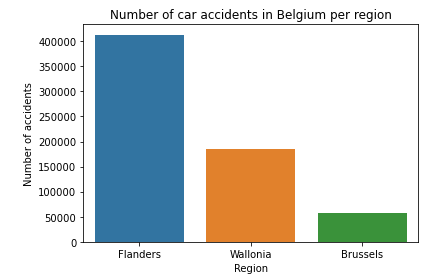 Number of car accidents in Belgium per region
Number of accidents
400000
350000
300000
250000
200000
150000
100000
50000
0
Flanders Wallonia Brussels
Region